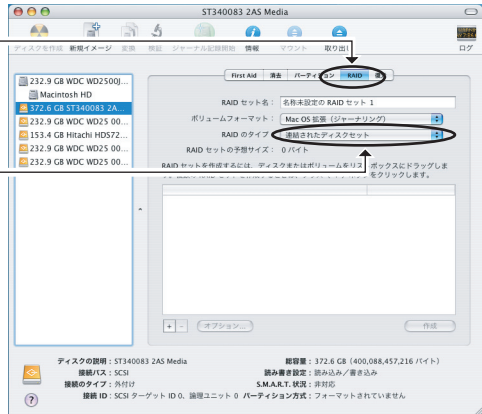 ST340083 2AS Media
ディスクを作成 新規イメージ 変換 検証 ジャーナル記録開始 情報 マウント 取り出し ログ
First Aid 消去 パーティション RAID 復元
232.9 GB WDC WD2500J...
Macintosh HD
372.6 GB ST340083 2A...
232.9 GB WDC WD25 00...
153.4 GB Hitachi HDS72...
232.9 GB WDC WD25 00...
232.9 GB WDC WD25 00...
RAID セット名： 名称未設定の RAID セット 1
ボリュームフォーマット： Mac OS 拡張（ジャーナリング）
RAID のタイプ： 連結されたディスクセット
RAID セットの予想サイズ： 0 バイト
RAID セットを作成するには、ディスクまたはボリュームをリストボックスにドラッグしま
をクリックします。
+ - オプション... 作成
ディスクの説明：ST340083 2AS Media
接続バス：SCSI
接続のタイプ：外付け
接続 ID：SCSI ターゲット ID 0、論理ユニット 0
総容量：372.6 GB（400,088,457,216 バイト）
読み書き設定：読み込み／書き込み
S.M.A.R.T. 状況：非対応
パーティション方式：フォーマットされていません
?